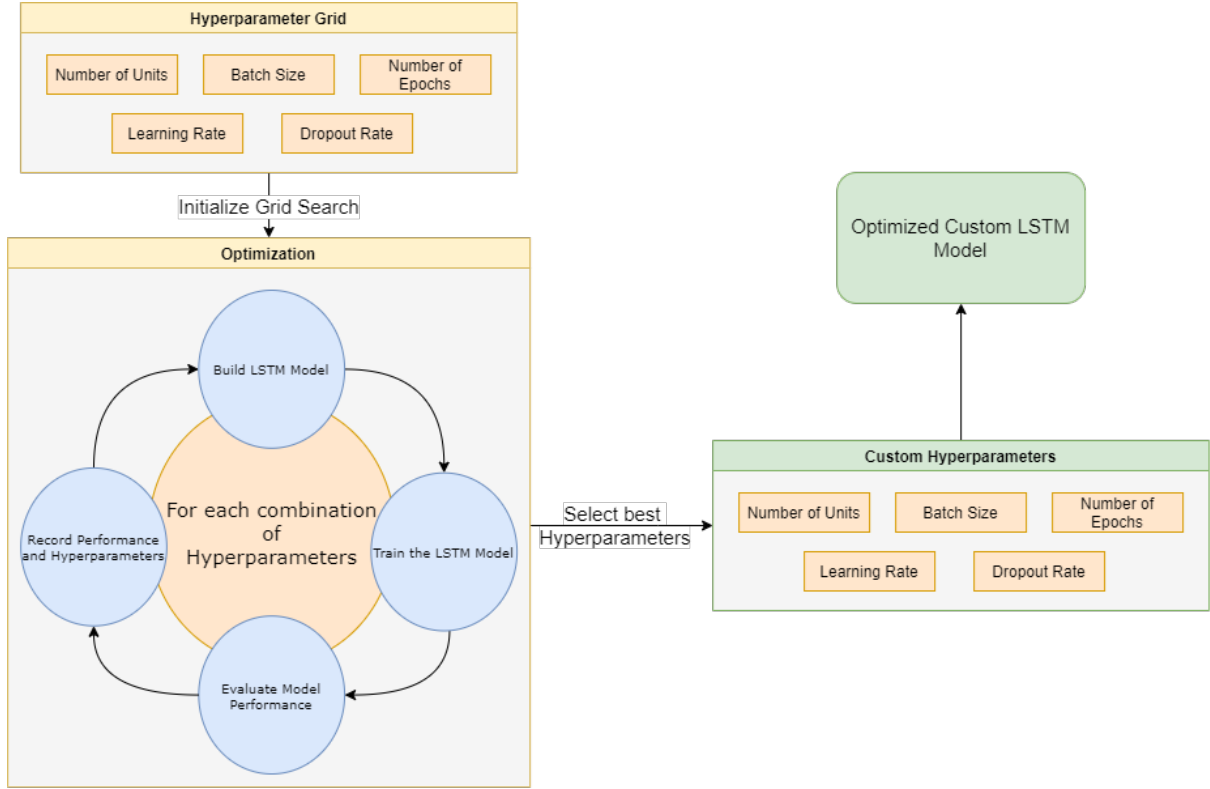 Hyperparameter Grid
Number of Units
Batch Size
Number of
Epochs
Learning Rate
Dropout Rate
Initialize Grid Search
Optimization
Build LSTM Model
For each combination
of
Hyperparameters
Train the LSTM Model
Evaluate Model
Performance
Record Performance
and Hyperparameters
Select best
Hyperparameters
Custom Hyperparameters
Number of Units
Batch Size
Number of
Epochs
Learning Rate
Dropout Rate
Optimized Custom LSTM
Model